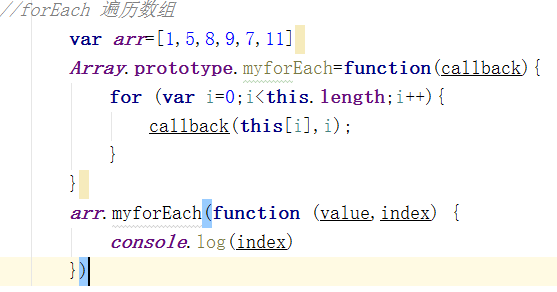 //forEach 遍历数组
var arr=[1,5,8,9,7,11]
Array.prototype.myforEach=function(callback){
for (var i=0;i<this.length;i++){
callback(this[i],i);
}
}
arr.myforEach(function (value,index) {
console.log(index)
})